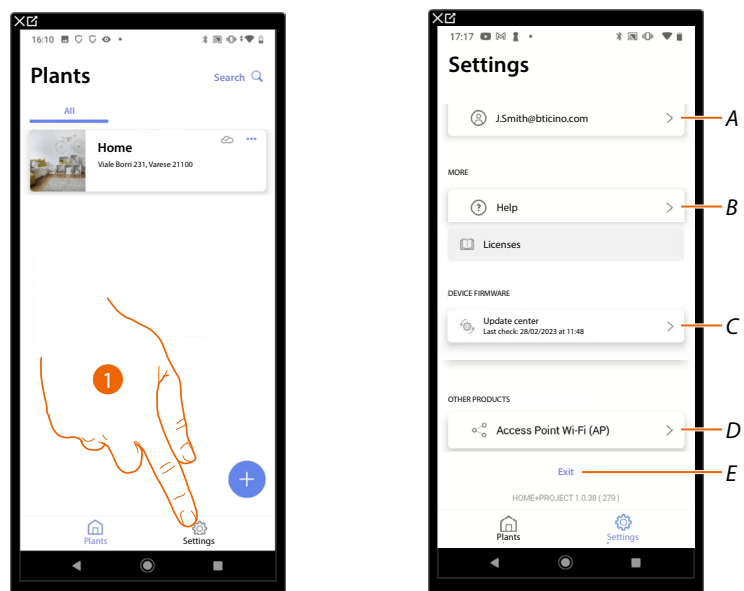 16:10
Plants
Search
All
Home
Viale Borri 231, Varese 21100
1
Plants
Settings
17:17
Settings
J.Smith@bticino.com
A
MORE
Help
B
Licenses
DEVICE FIRMWARE
Update center
Last check: 28/02/2023 at 11:48
C
OTHER PRODUCTS
Access Point Wi-Fi (AP)
D
Exit
E
HOME+PROJECT 1.0.38 ( 279 )
Plants
Settings